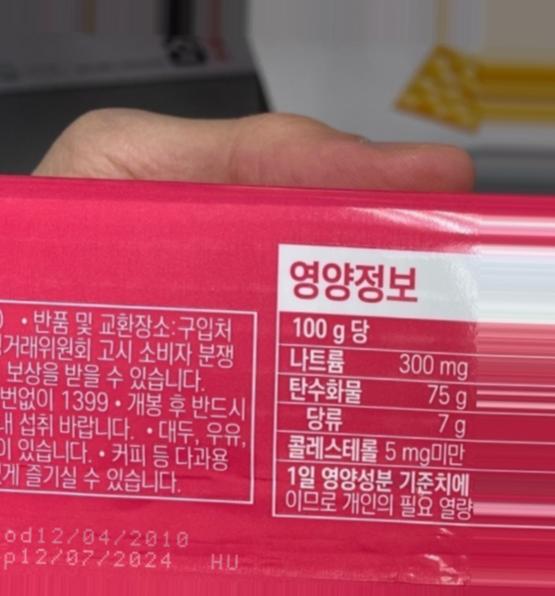 ) • 반품 및 교환장소:구입처
거래위원회 고시 소비자 분쟁
보상을 받을 수 있습니다.
번없이 1399 • 개봉 후 반드시
내 섭취 바랍니다. • 대두, 우유,
이 있습니다. • 커피 등 다과용
게 즐기실 수 있습니다.
od12/04/2010
p12/07/2024 HU
영양정보
100 g 당
나트륨 300 mg
탄수화물 75 g
당류 7 g
콜레스테롤 5 mg미만
1일 영양성분 기준치에
이므로 개인의 필요 열량